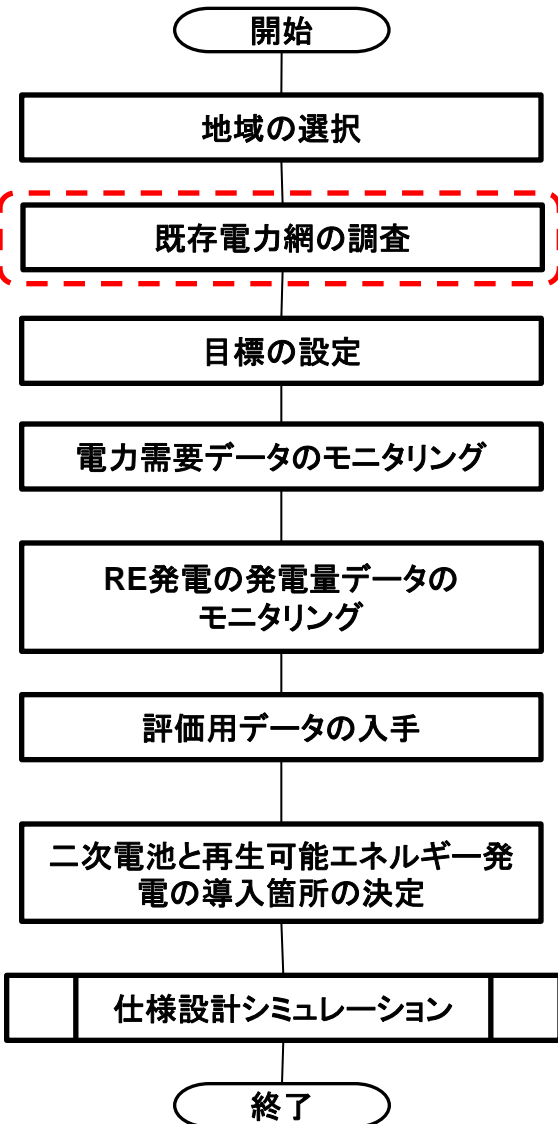 開始
地域の選択
既存電力網の調査
目標の設定
電力需要データのモニタリング
RE発電の発電量データの
モニタリング
評価用データの入手
二次電池と再生可能エネルギー発
電の導入箇所の決定
仕様設計シミュレーション
終了